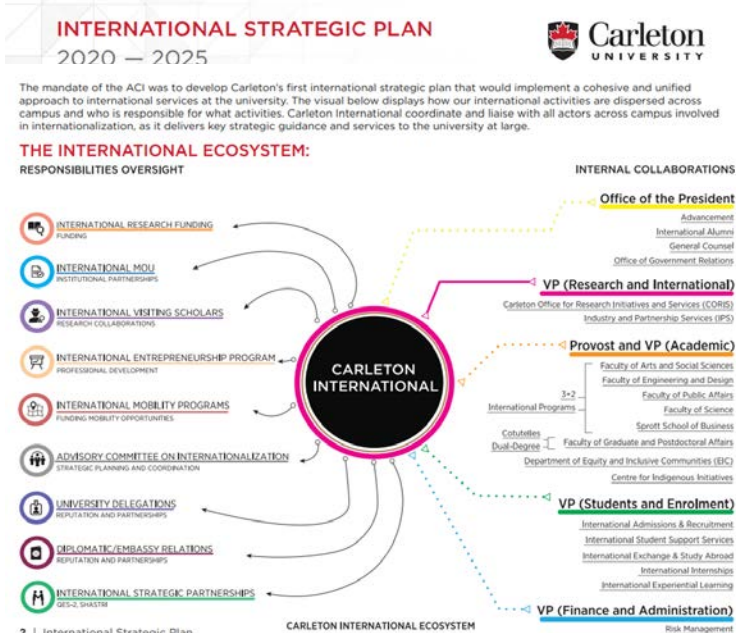 INTERNATIONAL STRATEGIC PLAN
2020 — 2025
Carleton
UNIVERSITY
The mandate of the ACI was to develop Carleton's first international strategic plan that would implement a cohesive and unified
approach to international services at the university. The visual below displays how our international activities are dispersed across
campus and who is responsible for what activities. Carleton International coordinate and liaise with all actors across campus involved
in internationalization, as it delivers key strategic guidance and services to the university at large.
THE INTERNATIONAL ECOSYSTEM:
RESPONSIBILITIES OVERSIGHT
INTERNATIONAL RESEARCH FUNDING
FUNDING
INTERNATIONAL MOU
INSTITUTIONAL PARTNERSHIPS
INTERNATIONAL VISITING SCHOLARS
RESEARCH COLLABORATIONS
INTERNATIONAL ENTREPRENEURSHIP PROGRAM
PROFESSIONAL DEVELOPMENT
INTERNATIONAL MOBILITY PROGRAMS
FUNDING MOBILITY OPPORTUNITIES
ADVISORY COMMITTEE ON INTERNATIONALIZATION
STRATEGIC PLANNING AND COORDINATION
UNIVERSITY DELEGATIONS
REPUTATION AND PARTNERSHIPS
DIPLOMATIC/EMBASSY RELATIONS
REPUTATION AND PARTNERSHIPS
INTERNATIONAL STRATEGIC PARTNERSHIPS
QES-2, SHASTRI
CARLETON
INTERNATIONAL
INTERNAL COLLABORATIONS
Office of the President
Advancement
International Alumni
General Counsel
Office of Government Relations
VP (Research and International)
Carleton Office for Research Initiatives and Services (CORIS)
Industry and Partnership Services (IPS)
Provost and VP (Academic)
Faculty of Arts and Social Sciences
Faculty of Engineering and Design
3+2
Faculty of Public Affairs
International Programs
Faculty of Science
Sprott School of Business
Cotutelles
Dual-Degree
Faculty of Graduate and Postdoctoral Affairs
Department of Equity and Inclusive Communities (EIC)
Centre for Indigenous Initiatives
VP (Students and Enrolment)
International Admissions & Recruitment
International Student Support Services
International Exchange & Study Abroad
International Internships
International Experiential Learning
VP (Finance and Administration)
Risk Management
CARLETON INTERNATIONAL ECOSYSTEM
2 | International Strategic Plan